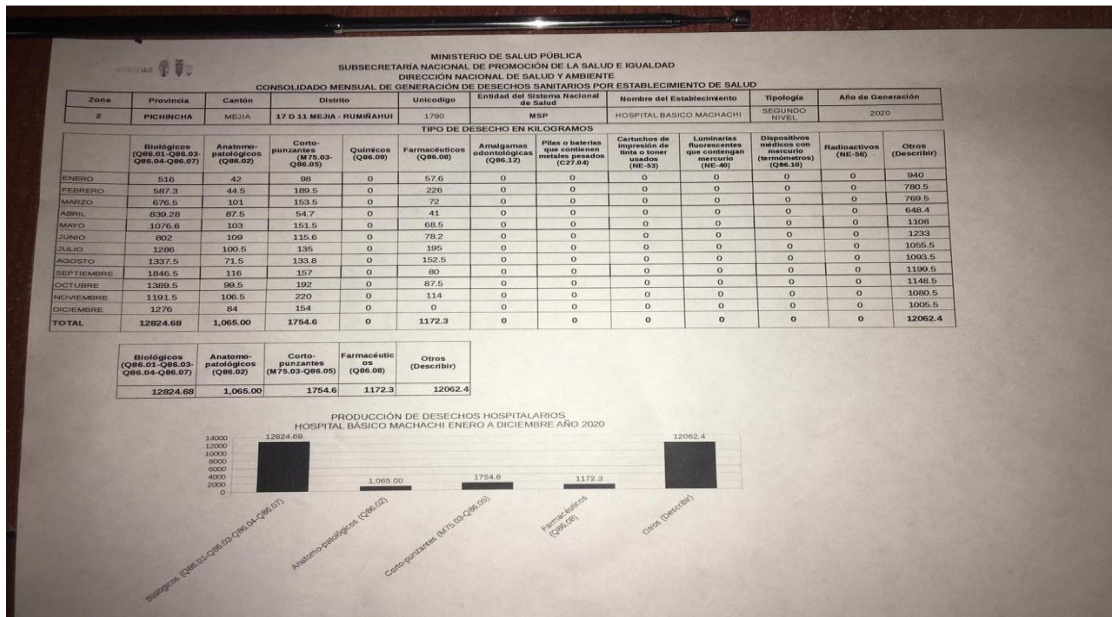 MINISTERIO DE SALUD PÚBLICA
SUBSECRETARÍA NACIONAL DE PROMOCIÓN DE LA SALUD E IGUALDAD
DIRECCIÓN NACIONAL DE SALUD Y AMBIENTE
CONSOLIDADO MENSUAL DE GENERACIÓN DE DESECHOS SANITARIOS POR ESTABLECIMIENTO DE SALUD
Zona Provincia Cantón Distrito Unicodigo Entidad del Sistema Nacional de Salud Nombre del Establecimiento Tipología Año de Generación
2 PICHINCHA MEJIA 17 D 11 MEJIA - RUMIÑAHUI 1790 MSP HOSPITAL BASICO MACHACHI SEGUNDO NIVEL 2020
TIPO DE DESECHO EN KILOGRAMOS
Biológicos (Q86.01-Q86.03-Q86.04-Q86.07) Anatomo-patológicos (Q86.02) Corto-punzantes (M75.03-Q86.05) Químicos (Q86.09) Farmacéuticos (Q86.08) Amalgamas odontológicas (Q86.12) Pilas o baterías que contienen metales pesados (C27.04) Cartuchos de impresión de tinta o toner usados (NE-53) Luminarias fluorescentes que contengan mercurio (NE-40) Dispositivos médicos con mercurio (termómetros) (Q86.10) Radioactivos (NE-56) Otros (Describir)
ENERO 516 42 98 0 57.6 0 0 0 0 0 0 940
FEBRERO 587.3 44.5 189.5 0 226 0 0 0 0 0 0 780.5
MARZO 676.5 101 153.5 0 72 0 0 0 0 0 0 769.5
ABRIL 839.28 87.5 54.7 0 41 0 0 0 0 0 0 648.4
MAYO 1076.6 103 151.5 0 68.5 0 0 0 0 0 0 1108
JUNIO 802 109 115.6 0 78.2 0 0 0 0 0 0 1233
JULIO 1286 100.5 135 0 195 0 0 0 0 0 0 1055.5
AGOSTO 1337.5 71.5 133.8 0 152.5 0 0 0 0 0 0 1093.5
SEPTIEMBRE 1846.5 116 157 0 80 0 0 0 0 0 0 1199.5
OCTUBRE 1389.5 99.5 192 0 87.5 0 0 0 0 0 0 1148.5
NOVIEMBRE 1191.5 106.5 220 0 114 0 0 0 0 0 0 1080.5
DICIEMBRE 1276 84 154 0 0 0 0 0 0 0 0 1005.5
TOTAL 12824.68 1,065.00 1754.6 0 1172.3 0 0 0 0 0 0 12062.4
Biológicos (Q86.01-Q86.03-Q86.04-Q86.07) Anatomo-patológicos (Q86.02) Corto-punzantes (M75.03-Q86.05) Farmacéuticos (Q86.08) Otros (Describir)
12824.68 1,065.00 1754.6 1172.3 12062.4
PRODUCCIÓN DE DESECHOS HOSPITALARIOS
HOSPITAL BÁSICO MACHACHI ENERO A DICIEMBRE AÑO 2020
14000
12000
10000
8000
6000
4000
2000
0
12824.68 1,065.00 1754.6 1172.3 12062.4
Biológicos (Q86.01-Q86.03-Q86.04-Q86.07)
Anatomo-patológicos (Q86.02)
Corto-punzantes (M75.03-Q86.05)
Farmacéuticos (Q86.08)
Otros (Describir)